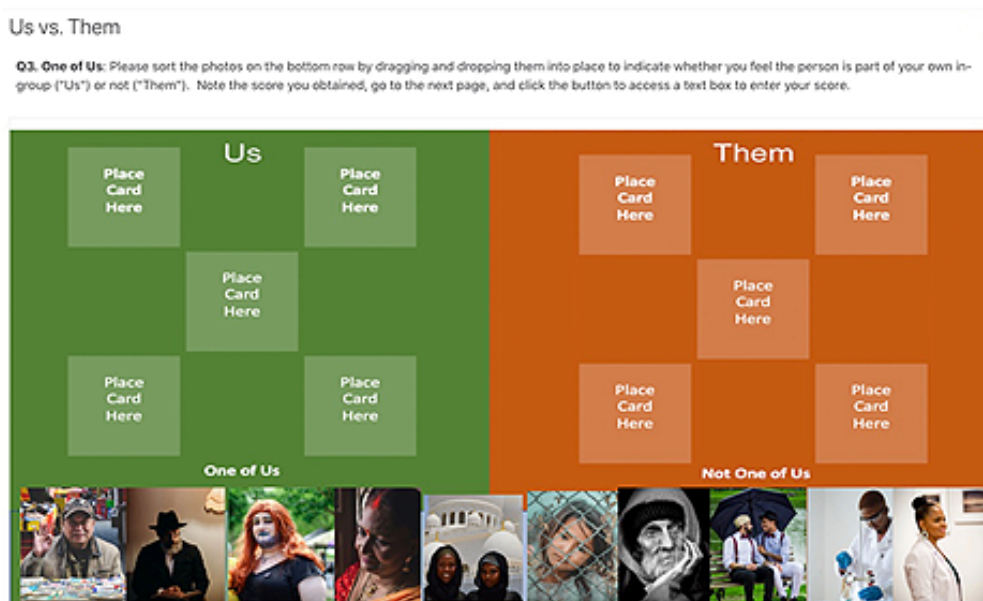 Us vs. Them
Q3. One of Us: Please sort the photos on the bottom row by dragging and dropping them into place to indicate whether you feel the person is part of your own in-
group ("Us") or not ("Them"). Note the score you obtained, go to the next page, and click the button to access a text box to enter your score.
Us
Place
Card
Here
Place
Card
Here
Place
Card
Here
Place
Card
Here
Place
Card
Here
One of Us
Them
Place
Card
Here
Place
Card
Here
Place
Card
Here
Place
Card
Here
Place
Card
Here
Not One of Us